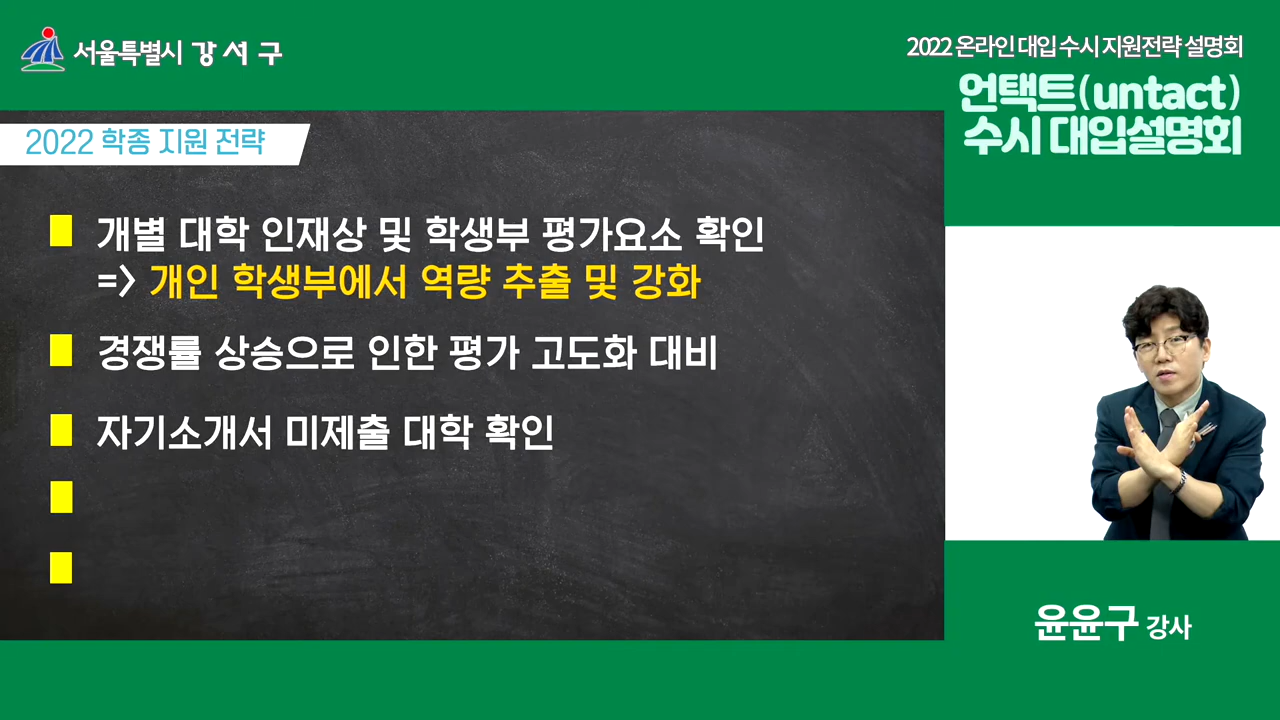 서울특별시 강서구
2022 온라인 대입 수시 지원전략 설명회
언택트(untact)
수시 대입설명회
2022 학종 지원 전략
개별 대학 인재상 및 학생부 평가요소 확인
=> 개인 학생부에서 역량 추출 및 강화
경쟁률 상승으로 인한 평가 고도화 대비
자기소개서 미제출 대학 확인
윤윤구 강사